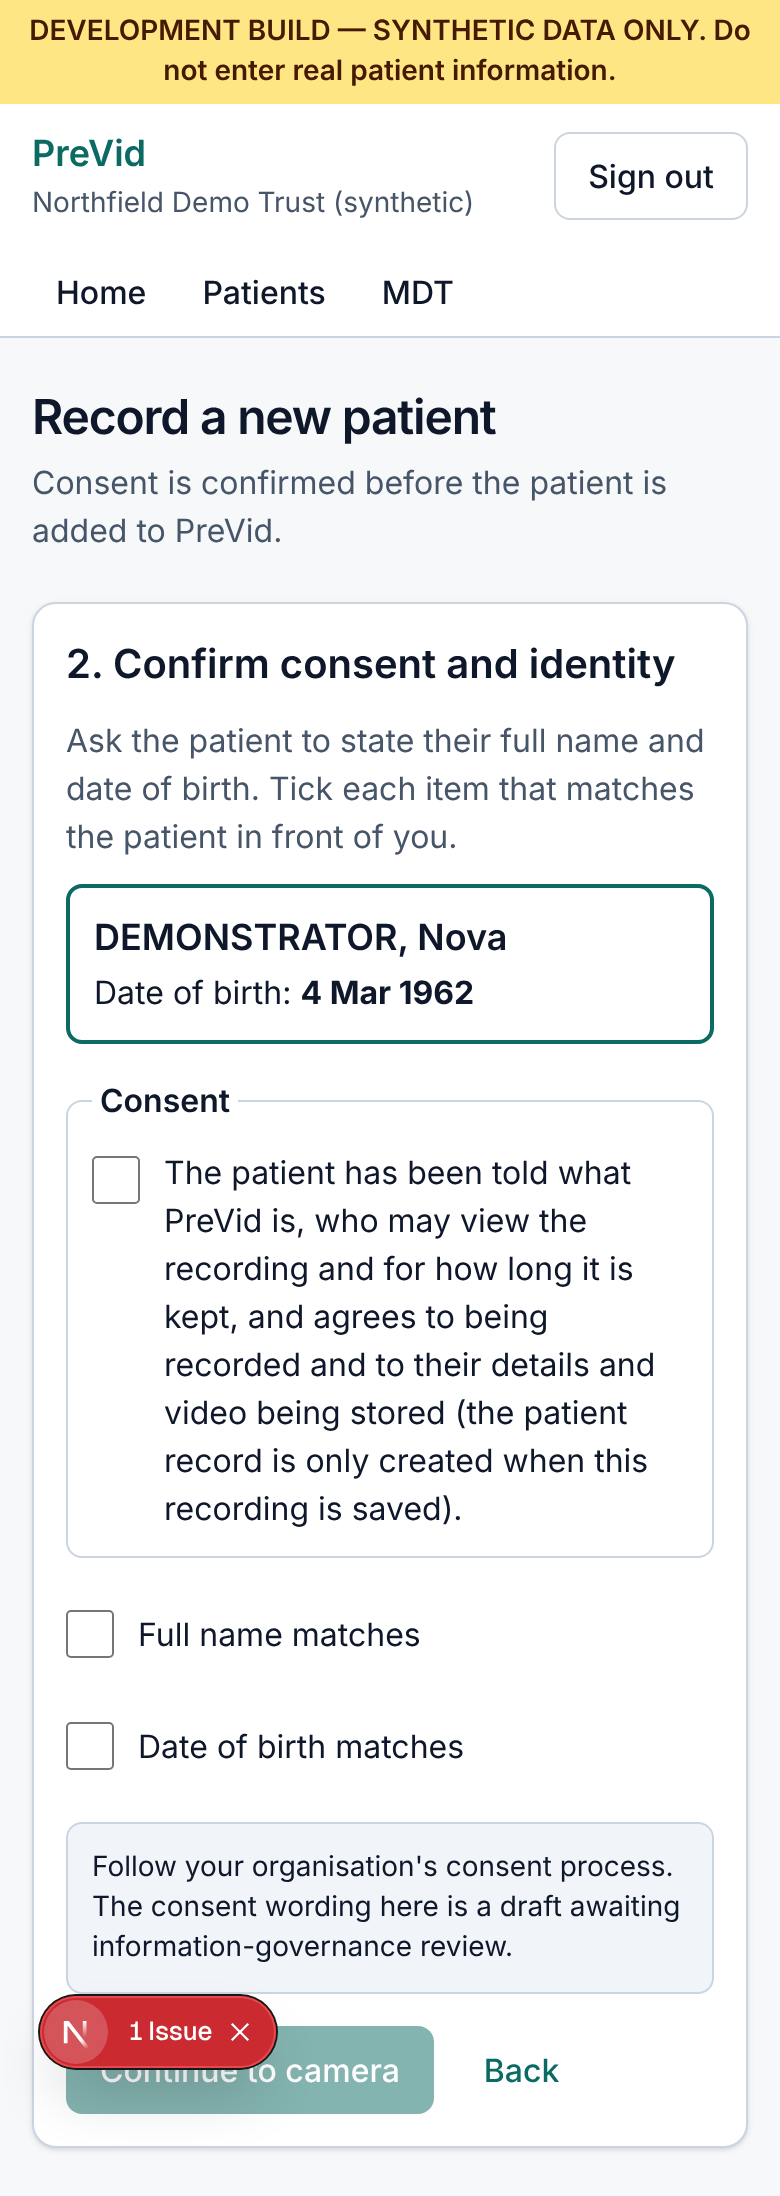 DEVELOPMENT BUILD — SYNTHETIC DATA ONLY. Do
not enter real patient information.
PreVid
Northfield Demo Trust (synthetic)
Sign out
Home Patients MDT
Record a new patient
Consent is confirmed before the patient is
added to PreVid.
2. Confirm consent and identity
Ask the patient to state their full name and
date of birth. Tick each item that matches
the patient in front of you.
DEMONSTRATOR, Nova
Date of birth: 4 Mar 1962
Consent
The patient has been told what
PreVid is, who may view the
recording and for how long it is
kept, and agrees to being
recorded and to their details and
video being stored (the patient
record is only created when this
recording is saved).
Full name matches
Date of birth matches
Follow your organisation's consent process.
The consent wording here is a draft awaiting
information-governance review.
N 1 Issue
Continue to camera Back